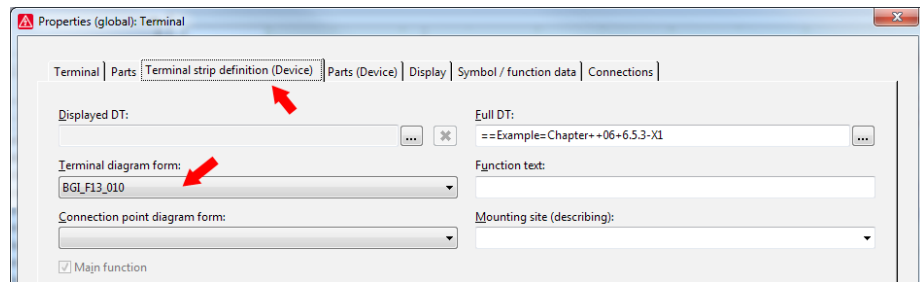 Properties (global): Terminal
Terminal Parts Terminal strip definition (Device) Parts (Device) Display Symbol / function data Connections
Displayed DT: Full DT:
... ==Example=Chapter++06+6.5.3-X1 ...
Terminal diagram form: Function text:
BGI_F13_010
Connection point diagram form: Mounting site (describing):
Main function